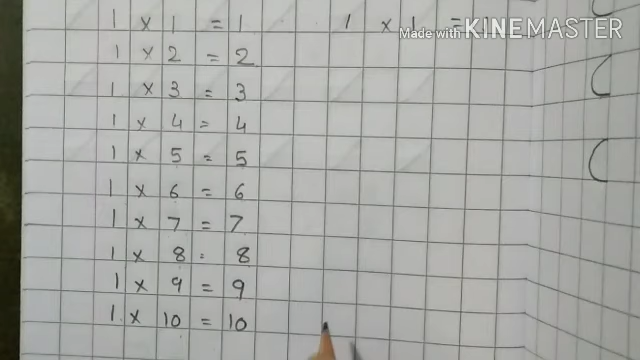 1 × 1 = 1 1 × 1 =
Made with KINEMASTER
1 × 2 = 2
1 × 3 = 3
1 × 4 = 4
1 × 5 = 5
1 × 6 = 6
1 × 7 = 7
1 × 8 = 8
1 × 9 = 9
1 × 10 = 10